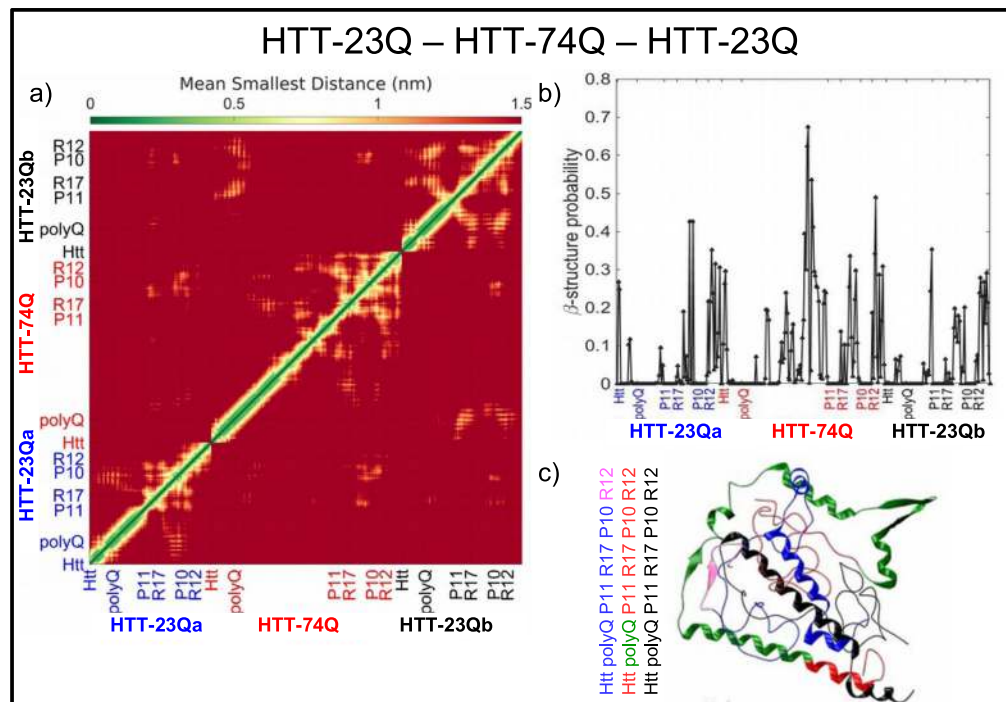 HTT-23Q – HTT-74Q – HTT-23Q
a)
Mean Smallest Distance (nm)
0 0.5 1 1.5
HTT-23Qb
R12
P10
R17
P11
polyQ
Htt
HTT-74Q
R12
P10
R17
P11
polyQ
Htt
HTT-23Qa
R12
P10
R17
P11
polyQ
Htt
Htt polyQ P11 R17 P10 R12 Htt polyQ P11 R17 P10 R12 Htt polyQ P11 R17 P10 R12
HTT-23Qa HTT-74Q HTT-23Qb
b)
β-structure probability
0.8
0.7
0.6
0.5
0.4
0.3
0.2
0.1
0
Htt polyQ P11 R17 P10 R12 Htt polyQ P11 R17 P10 R12 Htt polyQ P11 R17 P10 R12
HTT-23Qa HTT-74Q HTT-23Qb
c)
Htt polyQ P11 R17 P10 R12
Htt polyQ P11 R17 P10 R12
Htt polyQ P11 R17 P10 R12